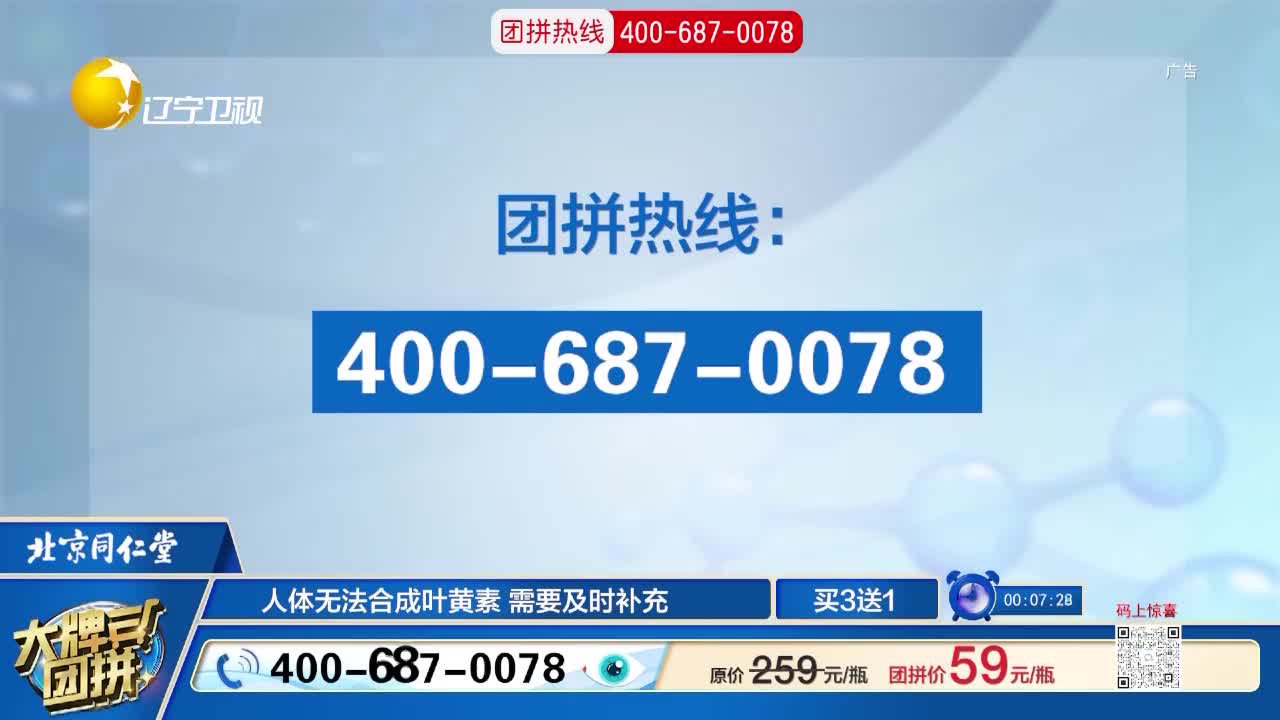 团拼热线 400-687-0078
广告
辽宁卫视
团拼热线：
400-687-0078
北京同仁堂
人体无法合成叶黄素 需要及时补充
买3送1
00:07:28
码上惊喜
大牌来了!
团拼
400-687-0078
原价259元/瓶
团拼价59元/瓶